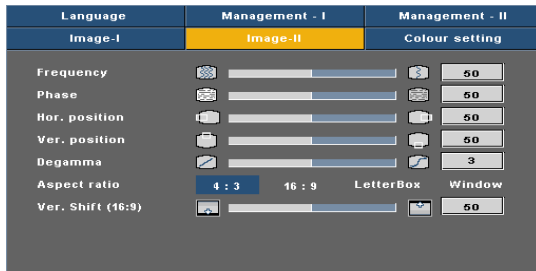 Language Management - I Management - II
Image-I Image-II Colour setting
Frequency 50
Phase 50
Hor. position 50
Ver. position 50
Degamma 3
Aspect ratio 4 : 3 16 : 9 LetterBox Window
Ver. Shift (16:9) 50